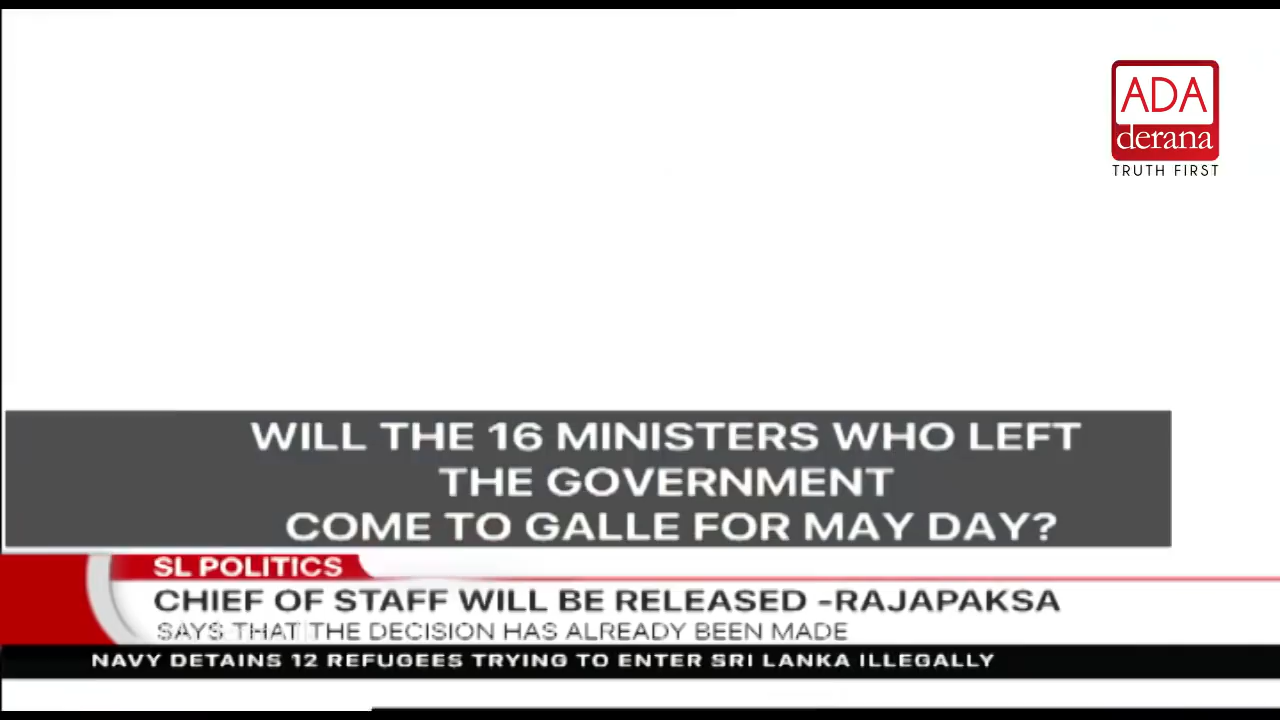 ADA
derana
TRUTH FIRST
WILL THE 16 MINISTERS WHO LEFT
THE GOVERNMENT
COME TO GALLE FOR MAY DAY?
SL POLITICS
CHIEF OF STAFF WILL BE RELEASED -RAJAPAKSA
SAYS THAT THE DECISION HAS ALREADY BEEN MADE
NAVY DETAINS 12 REFUGEES TRYING TO ENTER SRI LANKA ILLEGALLY